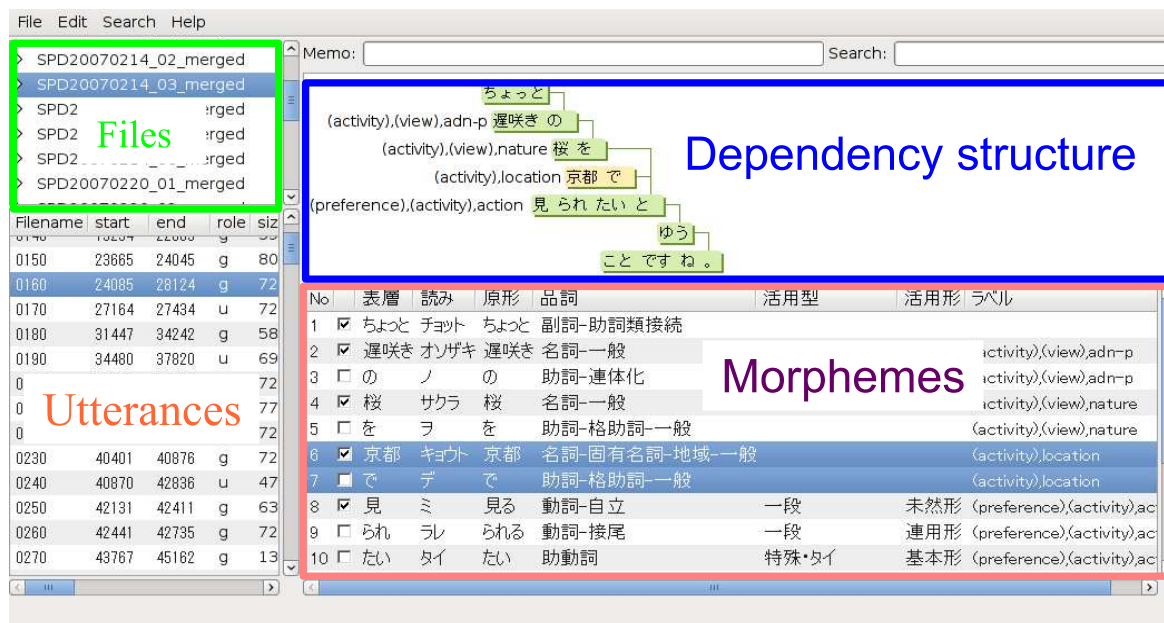 File Edit Search Help
SPD20070214_02_merged
SPD20070214_03_merged
SPD2 erged
SPD2 erged
SPD2 erged
SPD20070220_01_merged
Files
Filename start end role siz
0150 23665 24045 g 80
0160 24085 28124 g 72
0170 27164 27434 u 72
0180 31447 34242 g 58
0190 34480 37820 u 69
0 72
0 77
0 72
Utterances
0230 40401 40876 g 72
0240 40870 42836 u 47
0250 42131 42411 g 63
0260 42441 42735 g 72
0270 43767 45162 g 13
Memo: Search:
ちょっと
(activity),(view),adn-p 遅咲き の
(activity),(view),nature 桜 を
(activity),location 京都 で
(preference),(activity),action 見 られ たい と
ゆう
こと です ね 。
Dependency structure
No 表層 読み 原形 品詞 活用型 活用形 ラベル
1 ちょっと チョット ちょっと 副詞-助詞類接続
2 遅咲き オソザキ 遅咲き 名詞-一般 activity),(view),adn-p
3 の ノ の 助詞-連体化 activity),(view),adn-p
4 桜 サクラ 桜 名詞-一般 activity),(view),nature
5 を ヲ を 助詞-格助詞-一般 (activity),(view),nature
6 京都 キョウト 京都 名詞-固有名詞-地域-一般 (activity),location
7 で デ で 助詞-格助詞-一般 (activity),location
8 見 ミ 見る 動詞-自立 一段 未然形 (preference),(activity),ac
9 られ ラレ られる 動詞-接尾 一段 連用形 (preference),(activity),ac
10 たい タイ たい 助動詞 特殊・タイ 基本形 (preference),(activity),ac
Morphemes